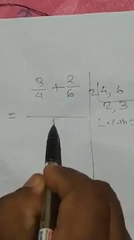 3/4 + 2/6
=
2 | 4, 6
2, 3